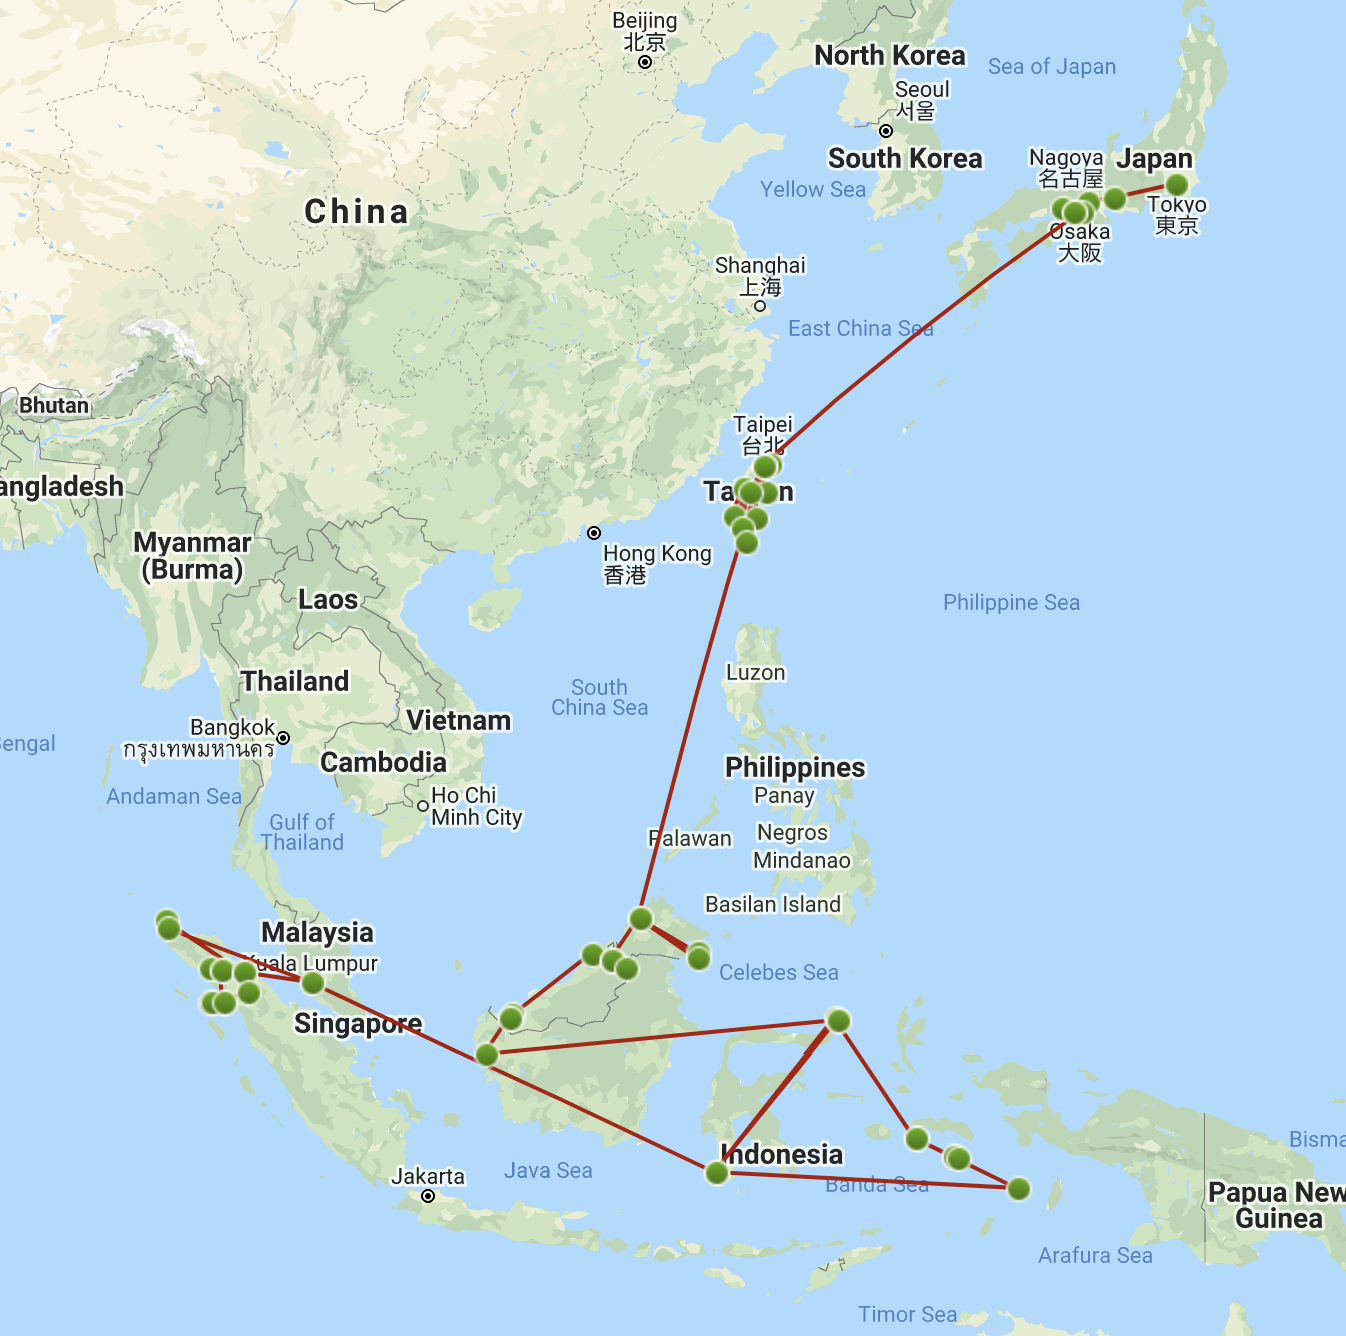 Beijing
北京
North Korea
Sea of Japan
Seoul
서울
South Korea
Nagoya
名古屋
Japan
Yellow Sea
Tokyo
東京
China
Osaka
大阪
Shanghai
上海
East China Sea
Bhutan
Taipei
台北
angladesh
Hong Kong
香港
Myanmar
(Burma)
Laos
Philippine Sea
Thailand
Luzon
South
China Sea
Vietnam
Bangkok
กรุงเทพมหานคร
engal
Cambodia
Philippines
Andaman Sea
Ho Chi
Minh City
Panay
Gulf of
Thailand
Palawan
Negros
Mindanao
Basilan Island
Malaysia
Kuala Lumpur
Celebes Sea
Singapore
Bisma
Indonesia
Java Sea
Jakarta
Banda Sea
Papua New
Guinea
Arafura Sea
Timor Sea